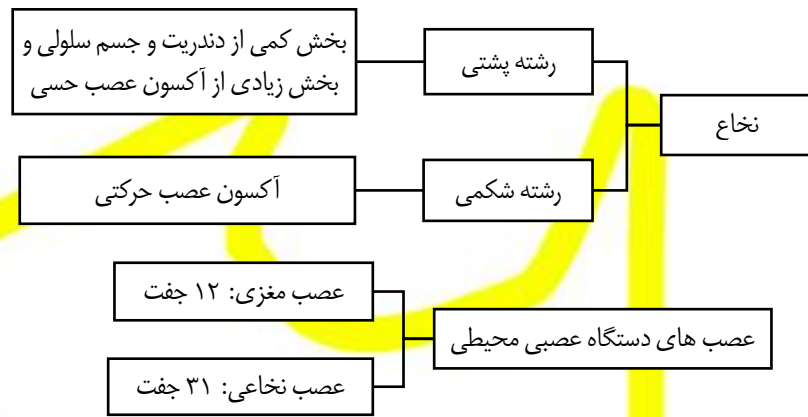 نخاع
رشته پشتی
بخش کمی از دندریت و جسم سلولی و
بخش زیادی از آکسون عصب حسی
رشته شکمی
آکسون عصب حرکتی
عصب های دستگاه عصبی محیطی
عصب مغزی: ۱۲ جفت
عصب نخاعی: ۳۱ جفت